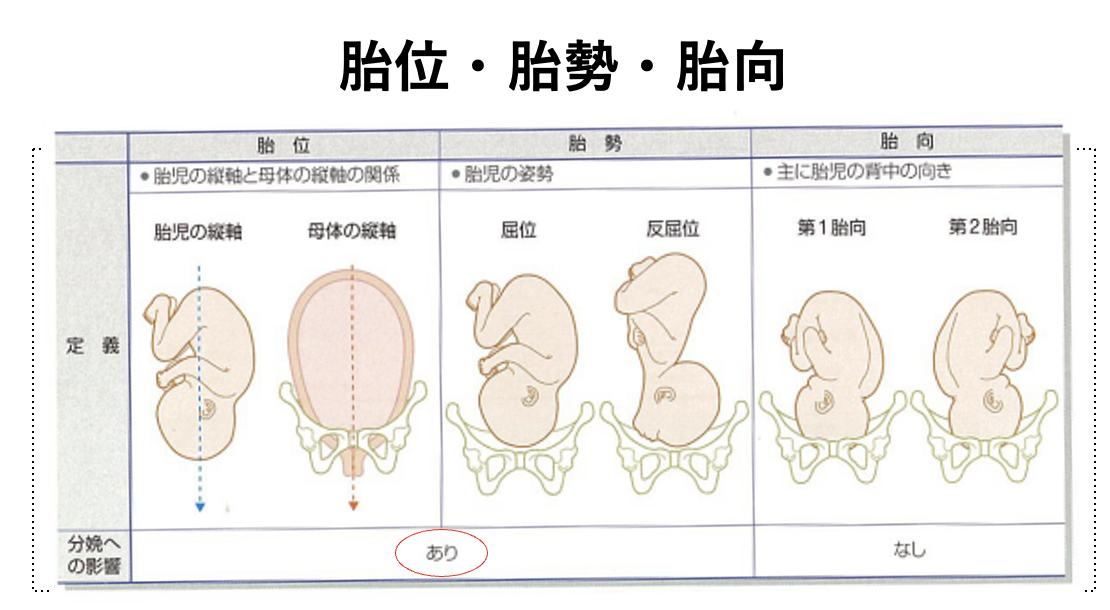 胎位・胎勢・胎向
胎位
胎勢
胎向
●胎児の縦軸と母体の縦軸の関係
●胎児の姿勢
●主に胎児の背中の向き
定義
胎児の縦軸
母体の縦軸
屈位
反屈位
第1胎向
第2胎向
分娩へ
の影響
あり
なし